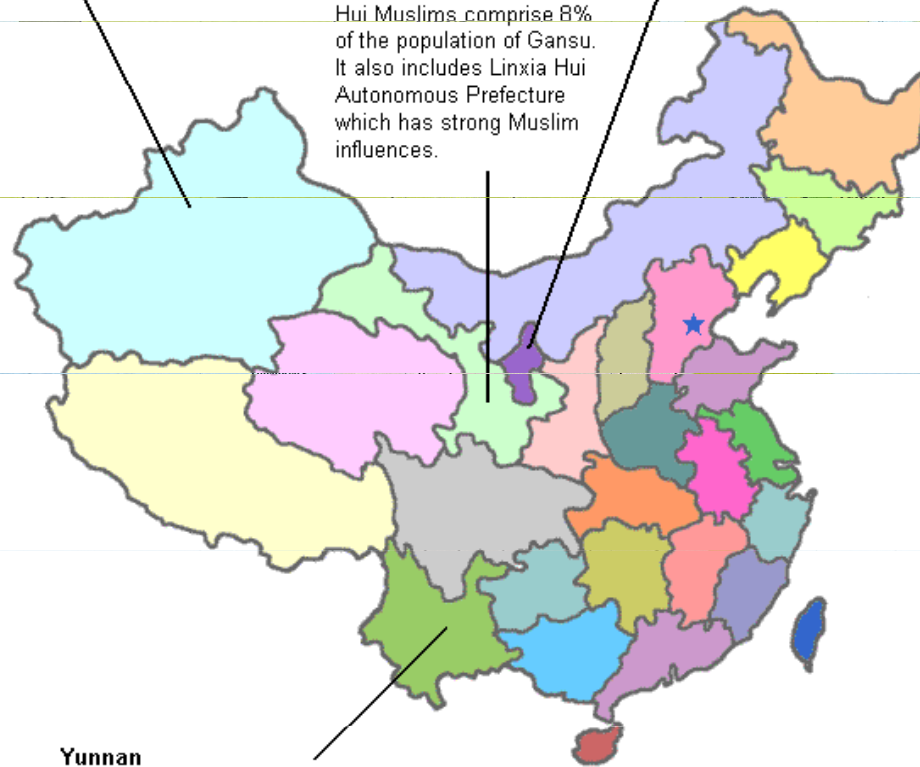 Hui Muslims comprise 8%
of the population of Gansu.
It also includes Linxia Hui
Autonomous Prefecture
which has strong Muslim
influences.
Yunnan